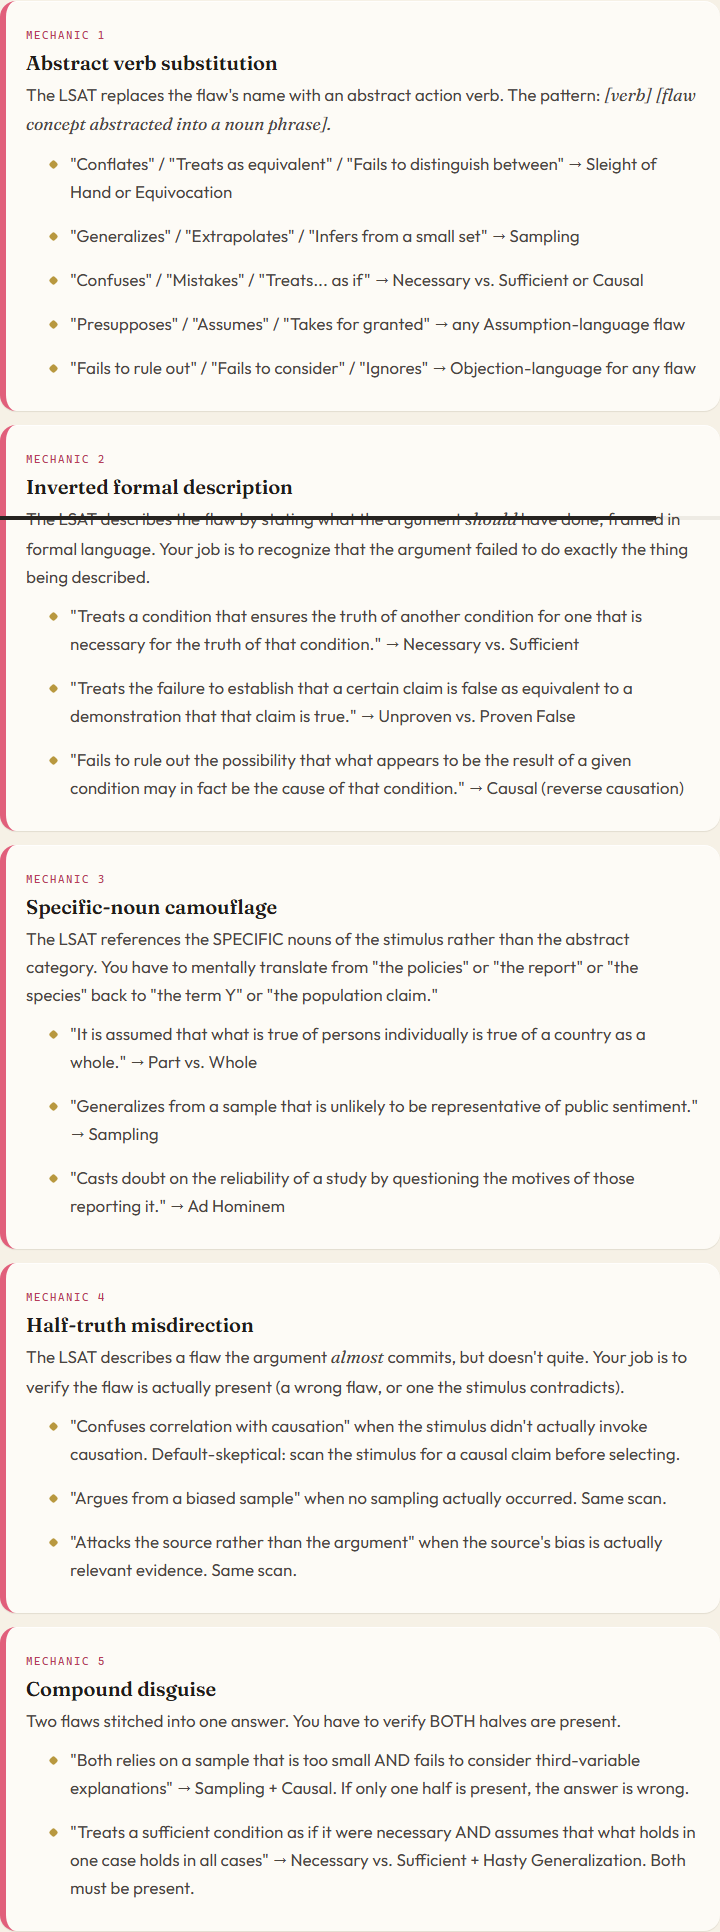 MECHANIC 1
Abstract verb substitution
The LSAT replaces the flaw's name with an abstract action verb. The pattern: [verb] [flaw
concept abstracted into a noun phrase].
"Conflates" / "Treats as equivalent" / "Fails to distinguish between" → Sleight of
Hand or Equivocation
"Generalizes" / "Extrapolates" / "Infers from a small set" → Sampling
"Confuses" / "Mistakes" / "Treats... as if" → Necessary vs. Sufficient or Causal
"Presupposes" / "Assumes" / "Takes for granted" → any Assumption-language flaw
"Fails to rule out" / "Fails to consider" / "Ignores" → Objection-language for any flaw
MECHANIC 2
Inverted formal description
The LSAT describes the flaw by stating what the argument should have done, framed in
formal language. Your job is to recognize that the argument failed to do exactly the thing
being described.
"Treats a condition that ensures the truth of another condition for one that is
necessary for the truth of that condition." → Necessary vs. Sufficient
"Treats the failure to establish that a certain claim is false as equivalent to a
demonstration that that claim is true." → Unproven vs. Proven False
"Fails to rule out the possibility that what appears to be the result of a given
condition may in fact be the cause of that condition." → Causal (reverse causation)
MECHANIC 3
Specific-noun camouflage
The LSAT references the SPECIFIC nouns of the stimulus rather than the abstract
category. You have to mentally translate from "the policies" or "the report" or "the
species" back to "the term Y" or "the population claim."
"It is assumed that what is true of persons individually is true of a country as a
whole." → Part vs. Whole
"Generalizes from a sample that is unlikely to be representative of public sentiment."
→ Sampling
"Casts doubt on the reliability of a study by questioning the motives of those
reporting it." → Ad Hominem
MECHANIC 4
Half-truth misdirection
The LSAT describes a flaw the argument almost commits, but doesn't quite. Your job is to
verify the flaw is actually present (a wrong flaw, or one the stimulus contradicts).
"Confuses correlation with causation" when the stimulus didn't actually invoke
causation. Default-skeptical: scan the stimulus for a causal claim before selecting.
"Argues from a biased sample" when no sampling actually occurred. Same scan.
"Attacks the source rather than the argument" when the source's bias is actually
relevant evidence. Same scan.
MECHANIC 5
Compound disguise
Two flaws stitched into one answer. You have to verify BOTH halves are present.
"Both relies on a sample that is too small AND fails to consider third-variable
explanations" → Sampling + Causal. If only one half is present, the answer is wrong.
"Treats a sufficient condition as if it were necessary AND assumes that what holds in
one case holds in all cases" → Necessary vs. Sufficient + Hasty Generalization. Both
must be present.